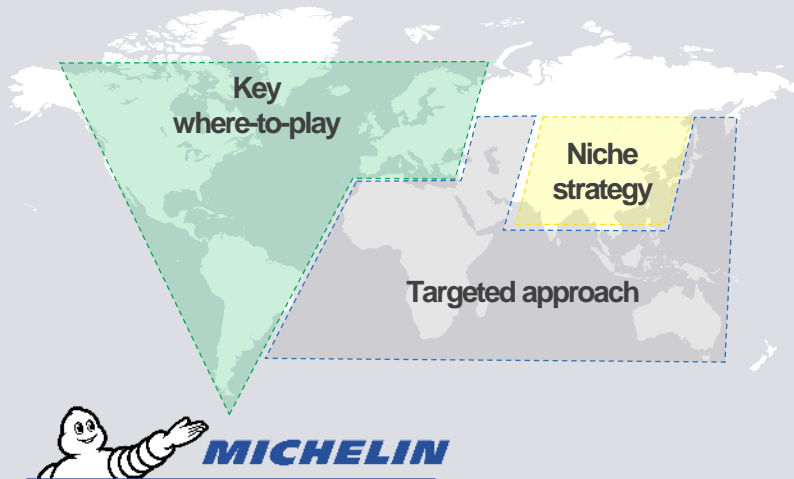 Key
where-to-play
Niche
strategy
Targeted approach
MICHELIN